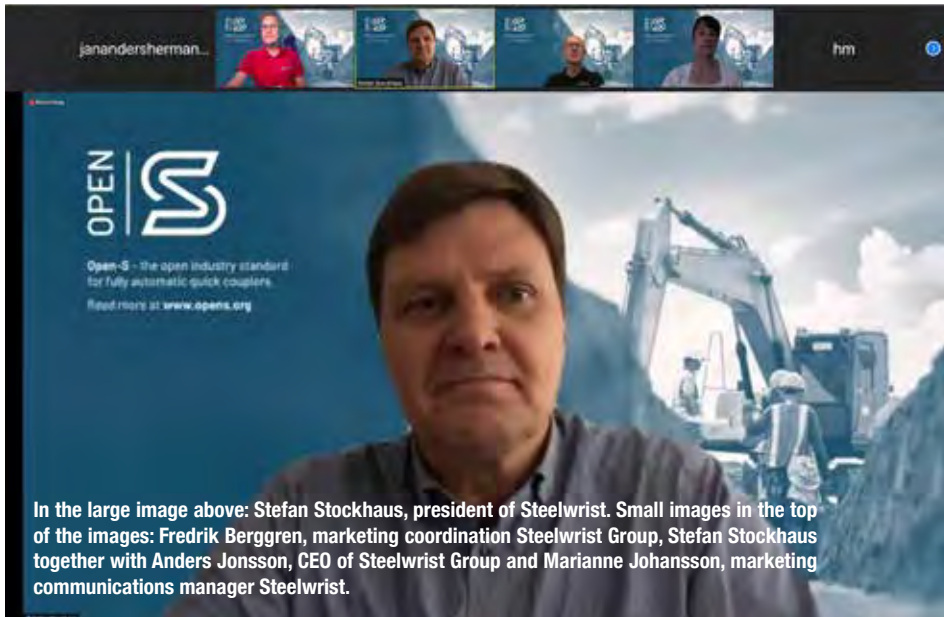 janandersherman...
hm
OPEN S
Open-S - the open industry standard
for fully automatic quick couplers.
Read more at www.opens.org
In the large image above: Stefan Stockhaus, president of Steelwrist. Small images in the top
of the images: Fredrik Berggren, marketing coordination Steelwrist Group, Stefan Stockhaus
together with Anders Jonsson, CEO of Steelwrist Group and Marianne Johansson, marketing
communications manager Steelwrist.